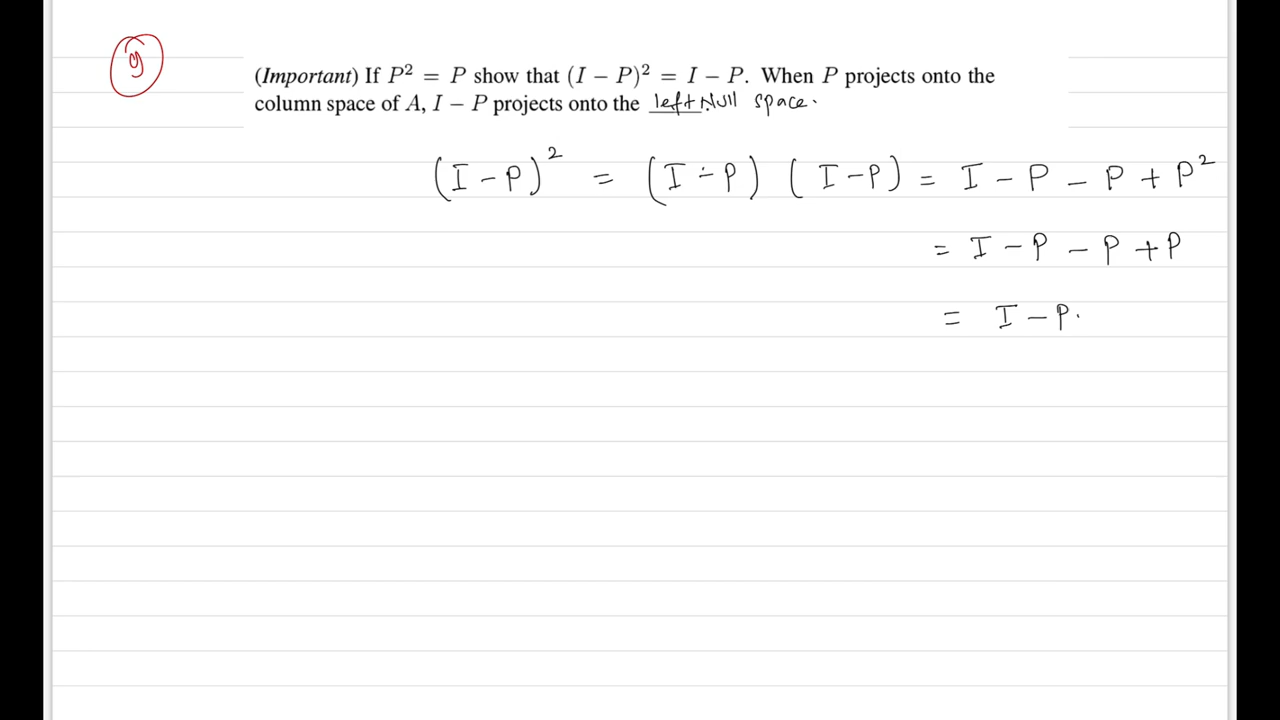 (Important) If P² = P show that (I − P)² = I − P. When P projects onto the
column space of A, I − P projects onto the left Null space.
(I-P)² = (I-P) (I-P) = I - P - P + P²
= I - P - P + P
= I - P.